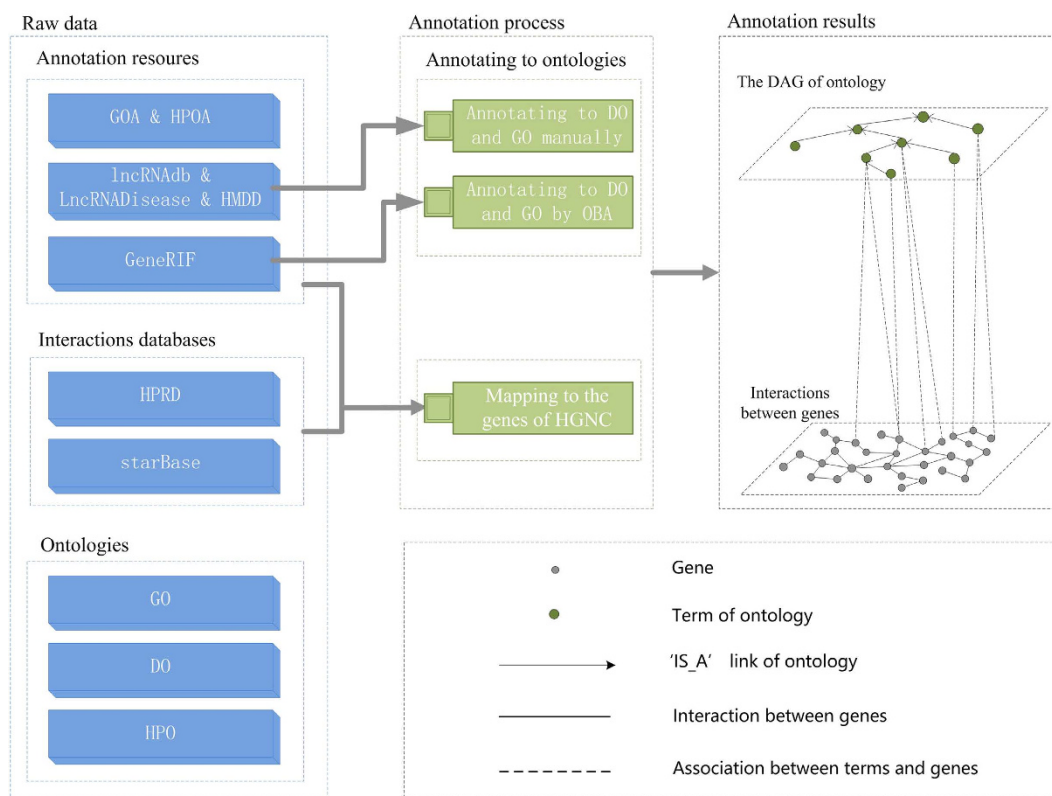 Raw data
Annotation resoures
GOA & HPOA
lncRNAdb &
LncRNADisease & HMDD
GeneRIF
Interactions databases
HPRD
starBase
Ontologies
GO
DO
HPO
Annotation process
Annotating to ontologies
Annotating to DO
and GO manually
Annotating to DO
and GO by OBA
Mapping to the
genes of HGNC
Annotation results
The DAG of ontology
Interactions
between genes
Gene
Term of ontology
'IS_A' link of ontology
Interaction between genes
Association between terms and genes